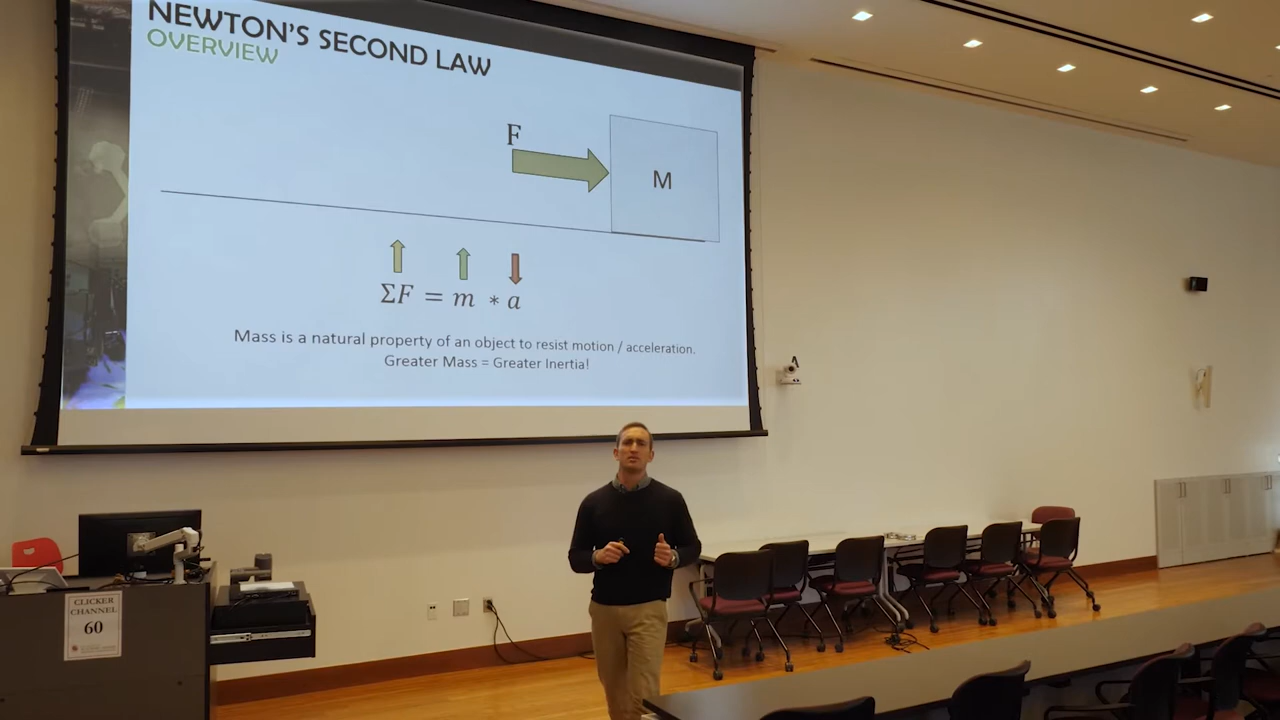 NEWTON'S SECOND LAW
OVERVIEW
F
M
ΣF = m * a
Mass is a natural property of an object to resist motion / acceleration.
Greater Mass = Greater Inertia!
CLICKER
CHANNEL
60